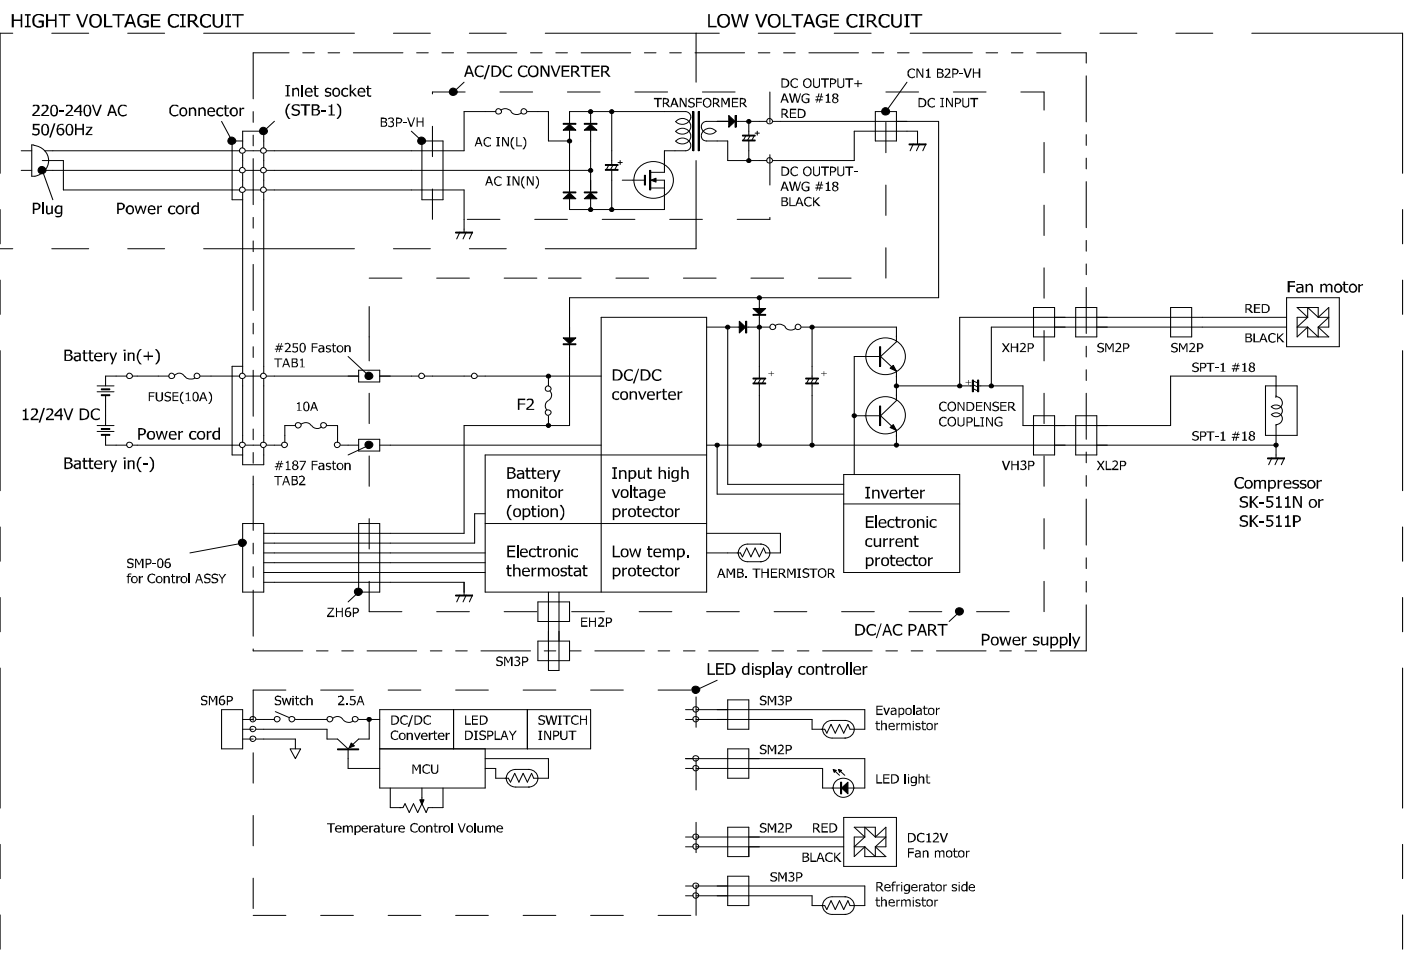 HIGHT VOLTAGE CIRCUIT
LOW VOLTAGE CIRCUIT
AC/DC CONVERTER
Inlet socket
(STB-1)
220-240V AC
50/60Hz
Connector
B3P-VH
AC IN(L)
AC IN(N)
TRANSFORMER
DC OUTPUT+
AWG #18
RED
CN1 B2P-VH
DC INPUT
DC OUTPUT-
AWG #18
BLACK
Plug
Power cord
Fan motor
RED
BLACK
XH2P
SM2P
SM2P
Battery in(+)
#250 Faston
TAB1
FUSE(10A)
12/24V DC
10A
F2
DC/DC
converter
CONDENSER
COUPLING
SPT-1 #18
SPT-1 #18
Power cord
Battery in(-)
#187 Faston
TAB2
VH3P
XL2P
Compressor
SK-511N or
SK-511P
Battery
monitor
(option)
Input high
voltage
protector
Inverter
Electronic
current
protector
Electronic
thermostat
Low temp.
protector
AMB. THERMISTOR
SMP-06
for Control ASSY
ZH6P
EH2P
SM3P
DC/AC PART
Power supply
LED display controller
SM6P
Switch
2.5A
DC/DC
Converter
LED
DISPLAY
SWITCH
INPUT
MCU
Temperature Control Volume
SM3P
Evapolator
thermistor
SM2P
LED light
SM2P
RED
BLACK
DC12V
Fan motor
SM3P
Refrigerator side
thermistor